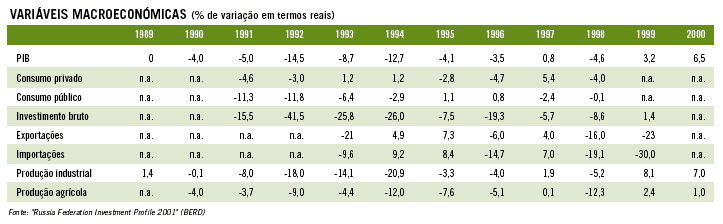 VARIÁVEIS MACROECONÓMICAS (% de variação em termos reais)
1989 1990 1991 1992 1993 1994 1995 1996 1997 1998 1999 2000
PIB 0 -4,0 -5,0 -14,5 -8,7 -12,7 -4,1 -3,5 0,8 -4,6 3,2 6,5
Consumo privado n.a. n.a. -4,6 -3,0 1,2 1,2 -2,8 -4,7 5,4 -4,0 n.a. n.a.
Consumo público n.a. n.a. -11,3 -11,8 -6,4 -2,9 1,1 0,8 -2,4 -0,1 n.a. n.a.
Investimento bruto n.a. n.a. -15,5 -41,5 -25,8 -26,0 -7,5 -19,3 -5,7 -8,6 1,4 n.a.
Exportações n.a. n.a. n.a. n.a. -21 4,9 7,3 -6,0 4,0 -16,0 -23 n.a.
Importações n.a. n.a. n.a. n.a. -9,6 9,2 8,4 -14,7 7,0 -19,1 -30,0 n.a.
Produção industrial 1,4 -0,1 -8,0 -18,0 -14,1 -20,9 -3,3 -4,0 1,9 -5,2 8,1 7,0
Produção agrícola n.a. -4,0 -3,7 -9,0 -4,4 -12,0 -7,6 -5,1 0,1 -12,3 2,4 1,0
Fonte: "Russia Federation Investment Profile 2001" (BERD)